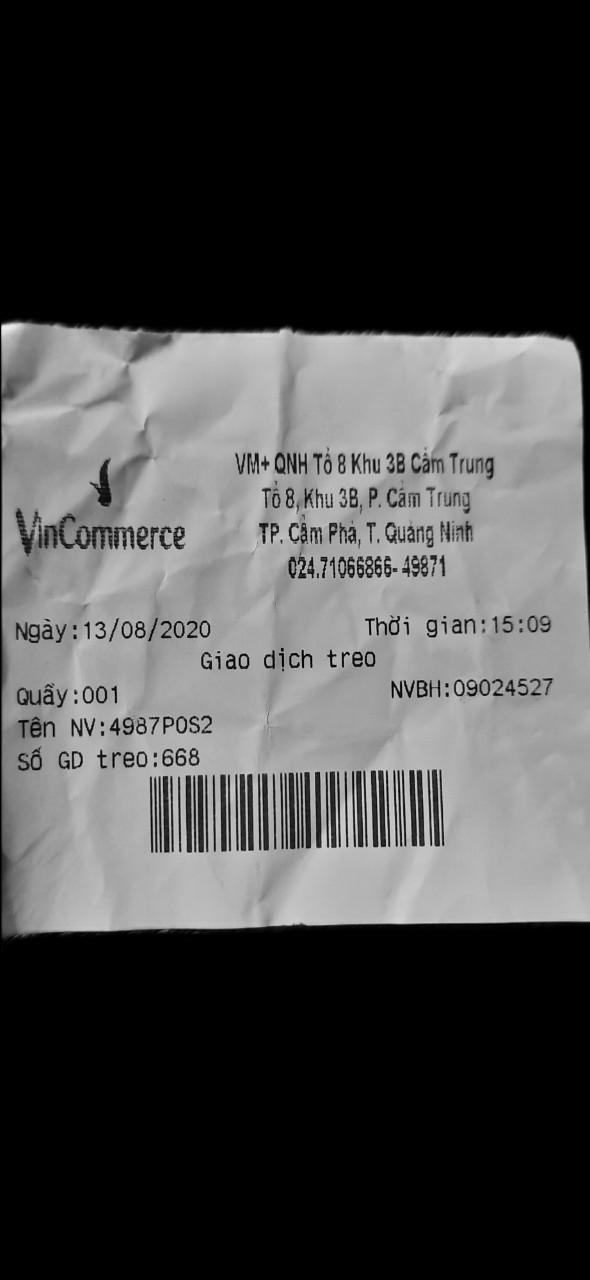 VinCommerce
VM+ QNH Tổ 8 Khu 3B Cẩm Trung
Tổ 8, Khu 3B, P. Cẩm Trung
TP. Cẩm Phả, T. Quảng Ninh
024.71066866- 49871
Ngày:13/08/2020 Thời gian:15:09
Giao dịch treo
Quầy:001 NVBH:09024527
Tên NV:4987POS2
Số GD treo:668